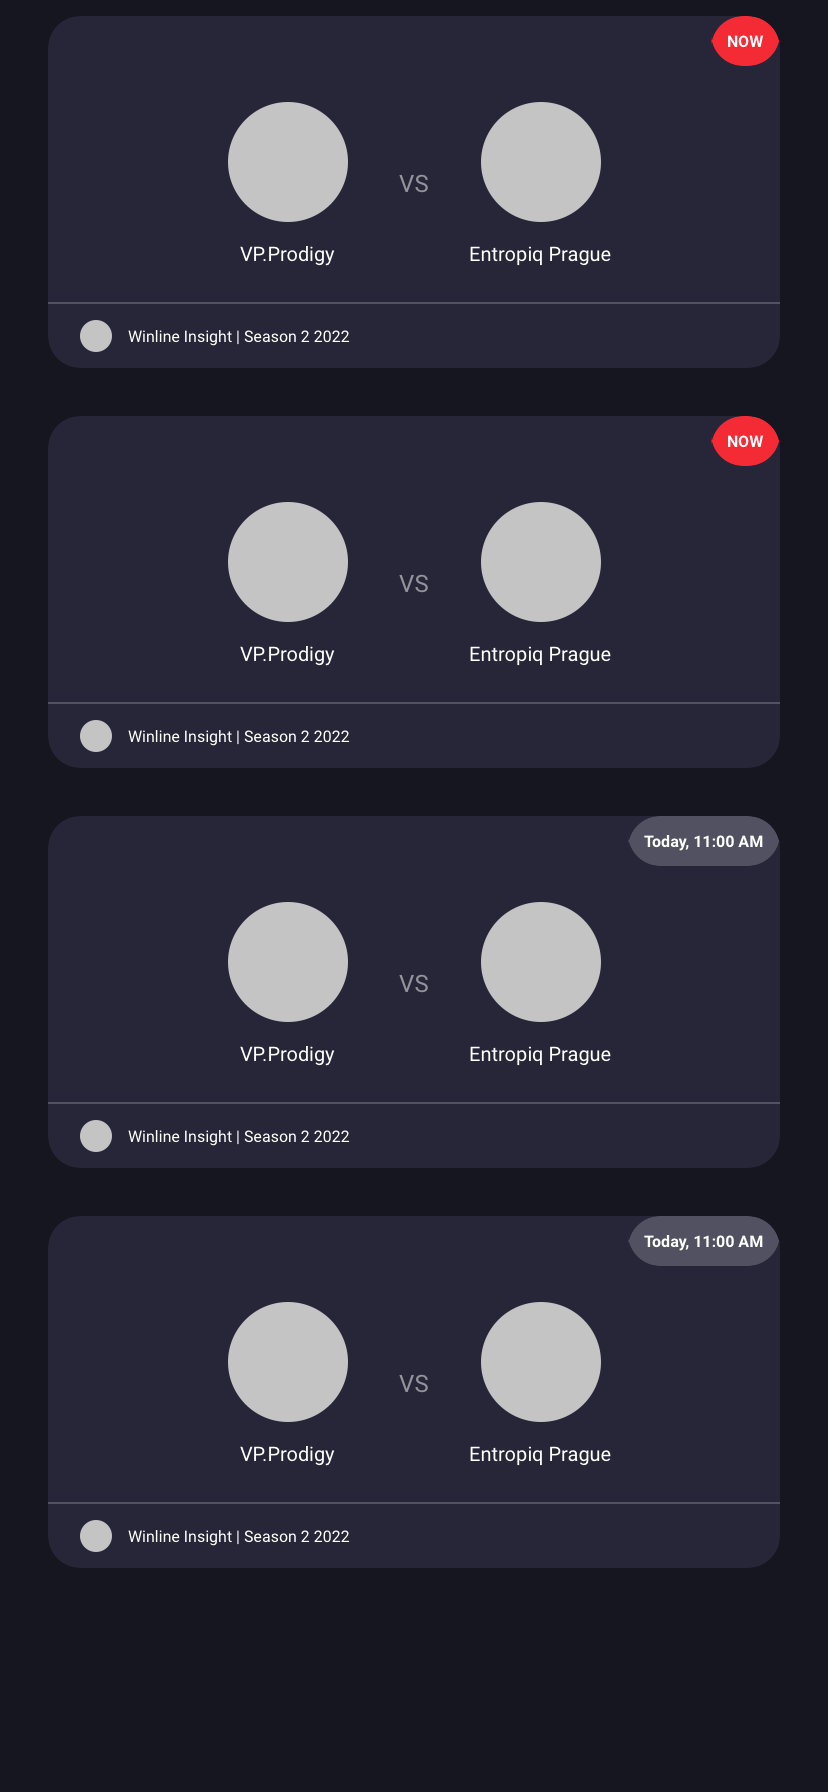 NOW
VS
VP.Prodigy
Entropiq Prague
Winline Insight | Season 2 2022
NOW
VS
VP.Prodigy
Entropiq Prague
Winline Insight | Season 2 2022
Today, 11:00 AM
VS
VP.Prodigy
Entropiq Prague
Winline Insight | Season 2 2022
Today, 11:00 AM
VS
VP.Prodigy
Entropiq Prague
Winline Insight | Season 2 2022